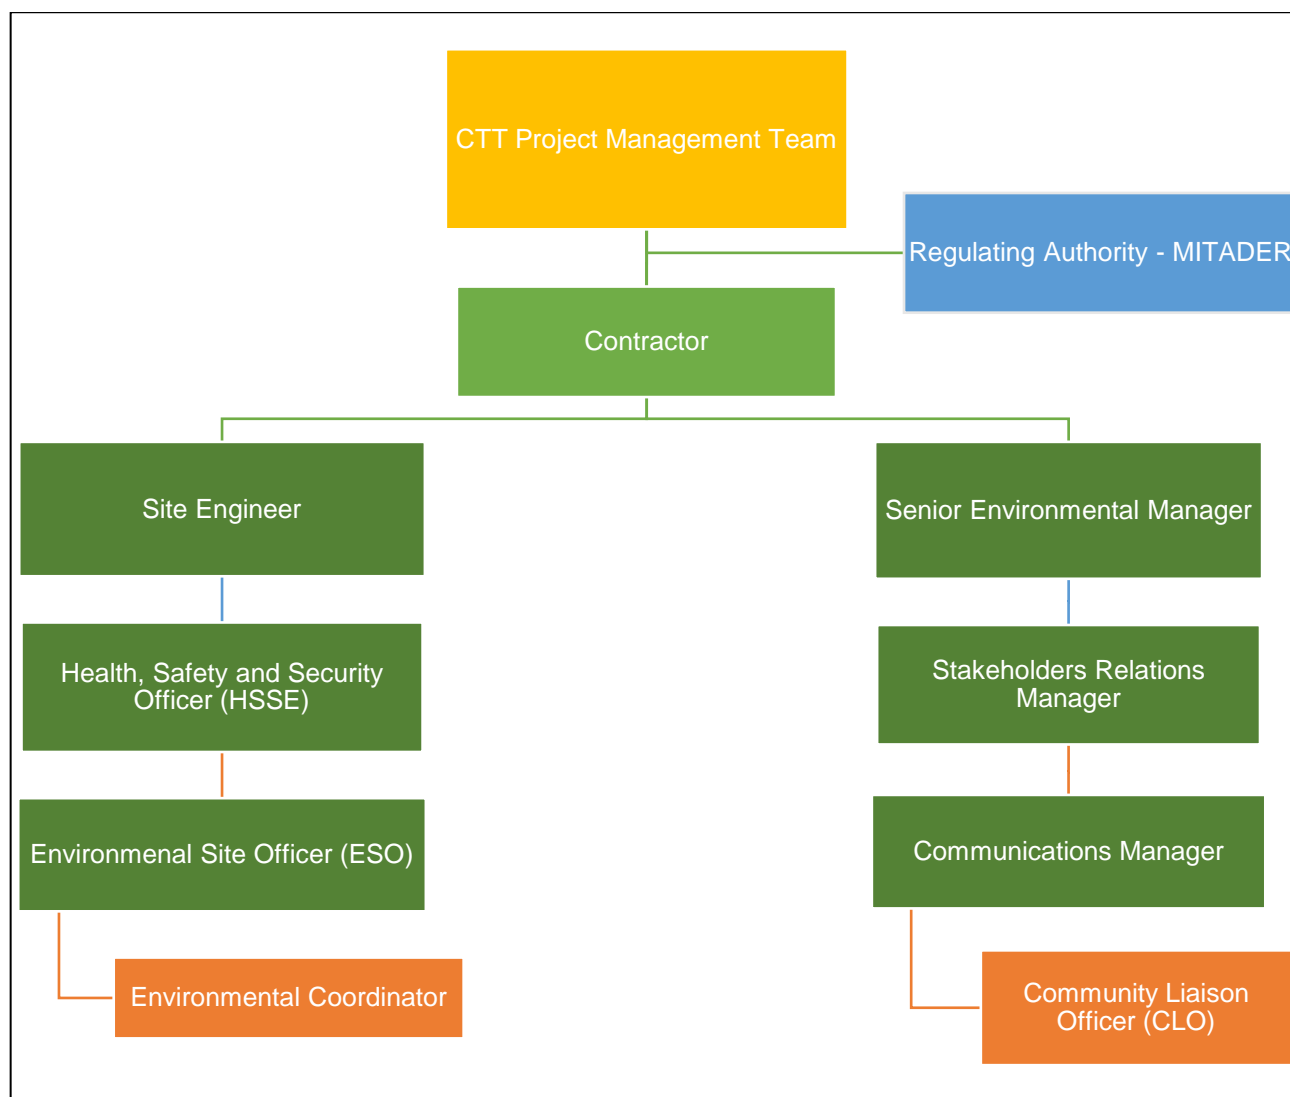 CTT Project Management Team
Regulating Authority - MITADER
Contractor
Site Engineer
Senior Environmental Manager
Health, Safety and Security
Officer (HSSE)
Stakeholders Relations
Manager
Environmenal Site Officer (ESO)
Communications Manager
Environmental Coordinator
Community Liaison
Officer (CLO)